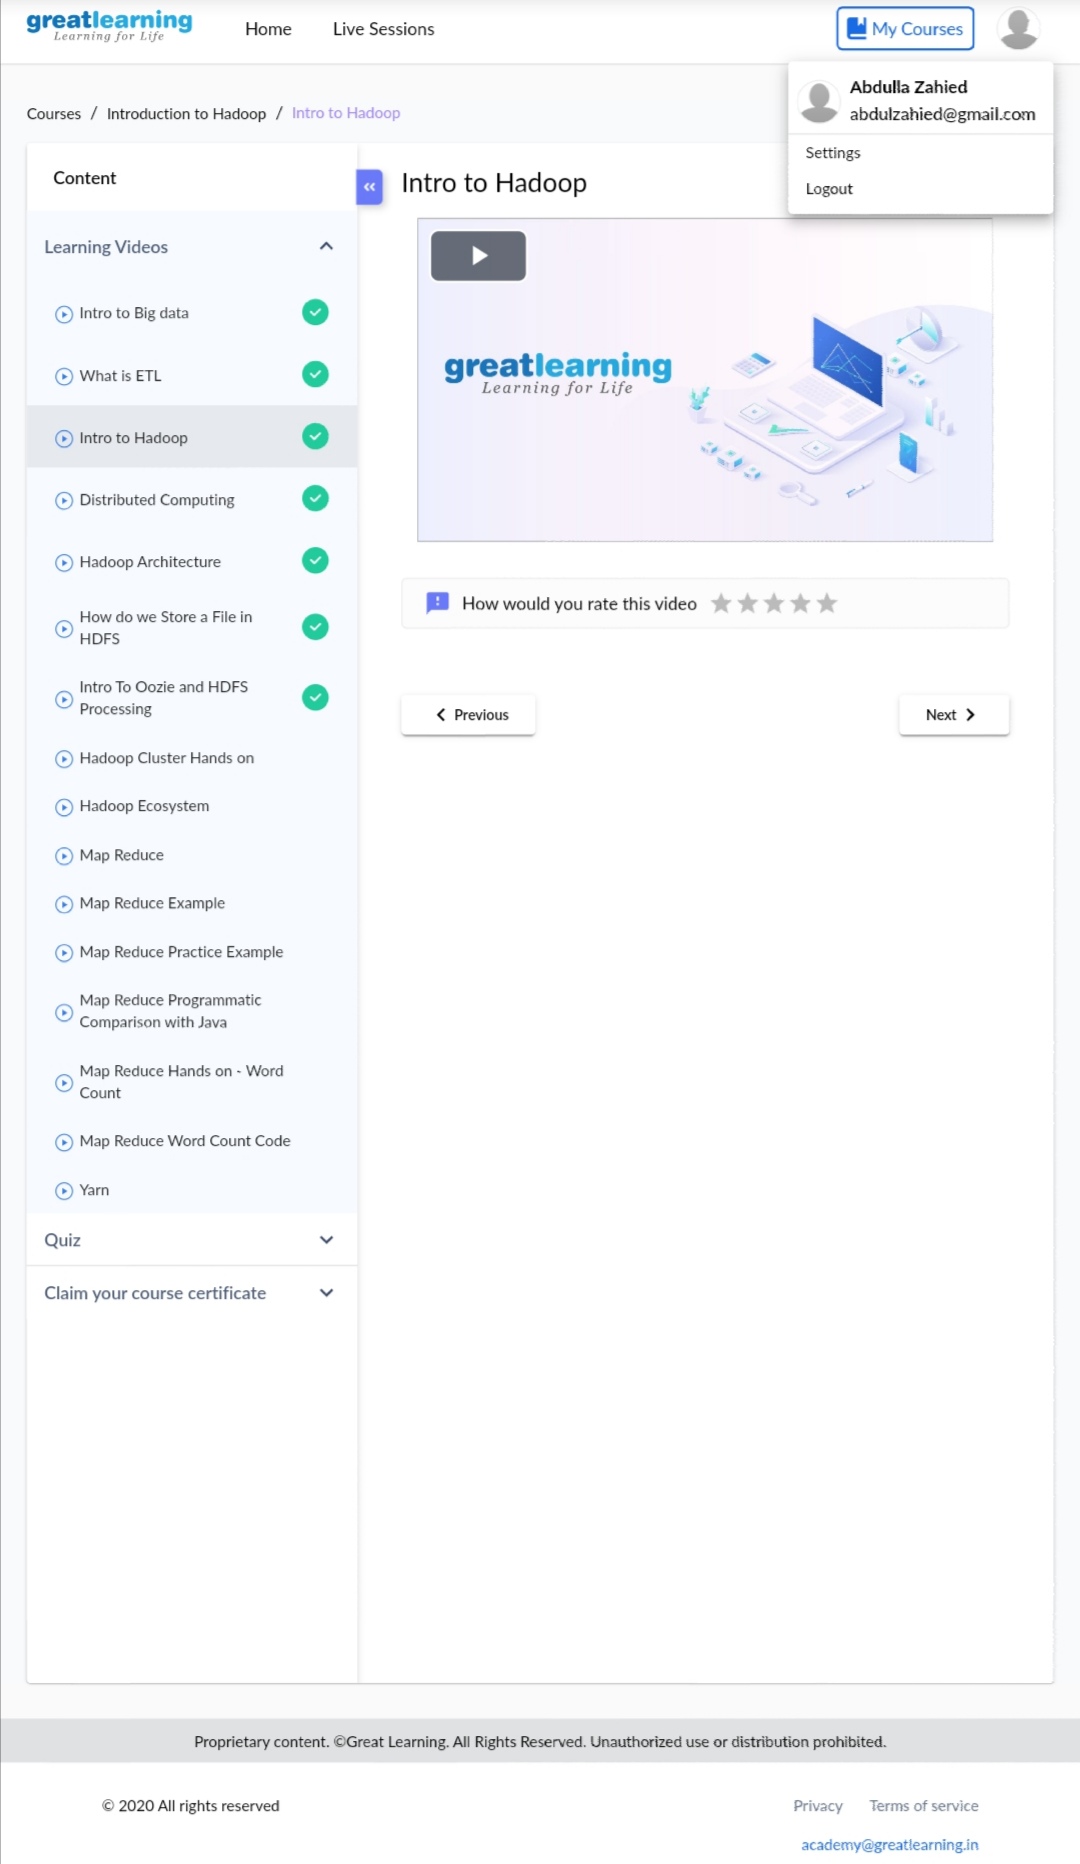 greatlearning
Learning for Life
Home
Live Sessions
My Courses
Abdulla Zahied
abdulzahied@gmail.com
Settings
Logout
Courses / Introduction to Hadoop / Intro to Hadoop
Content
Learning Videos
Intro to Big data
What is ETL
Intro to Hadoop
Distributed Computing
Hadoop Architecture
How do we Store a File in
HDFS
Intro To Oozie and HDFS
Processing
Hadoop Cluster Hands on
Hadoop Ecosystem
Map Reduce
Map Reduce Example
Map Reduce Practice Example
Map Reduce Programmatic
Comparison with Java
Map Reduce Hands on - Word
Count
Map Reduce Word Count Code
Yarn
Quiz
Claim your course certificate
Intro to Hadoop
greatlearning
Learning for Life
How would you rate this video
Previous
Next
Proprietary content. ©Great Learning. All Rights Reserved. Unauthorized use or distribution prohibited.
© 2020 All rights reserved
Privacy
Terms of service
academy@greatlearning.in